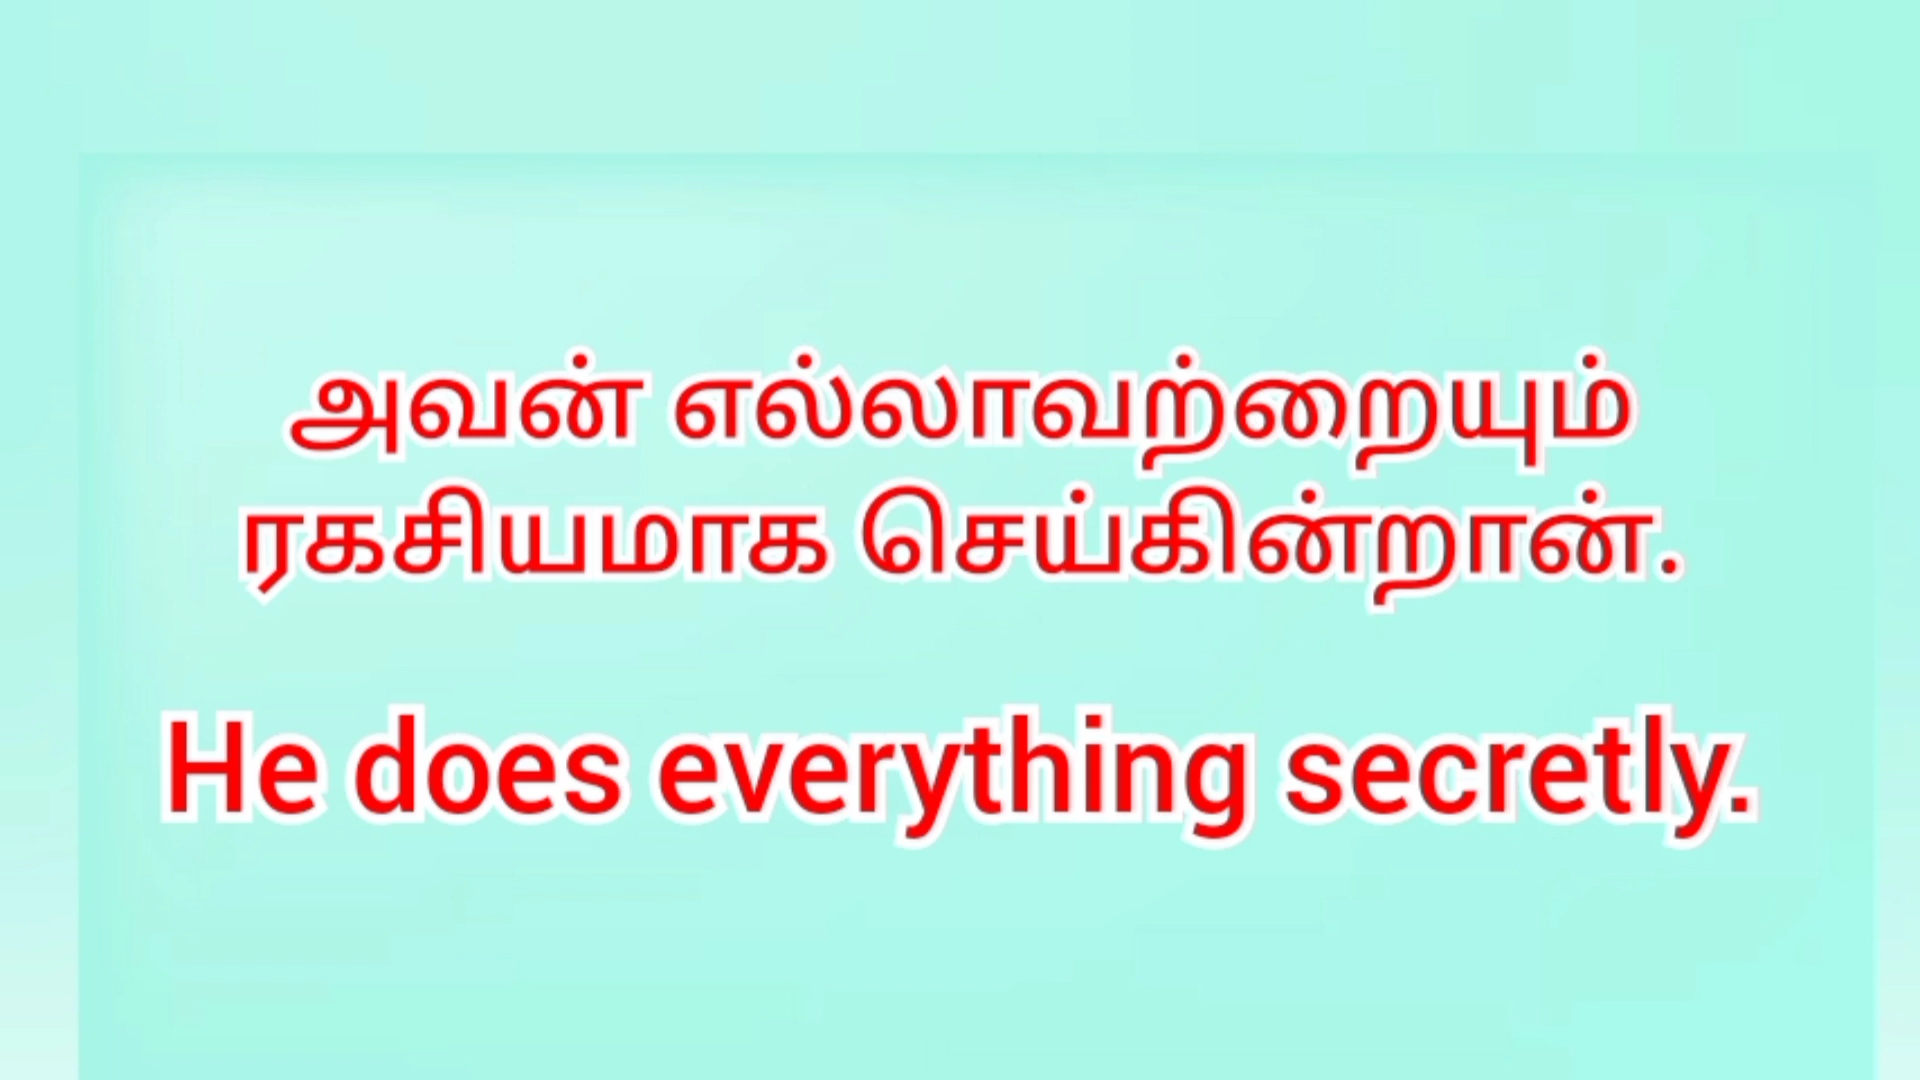 அவன் எல்லாவற்றையும்
ரகசியமாக செய்கின்றான்.
He does everything secretly.